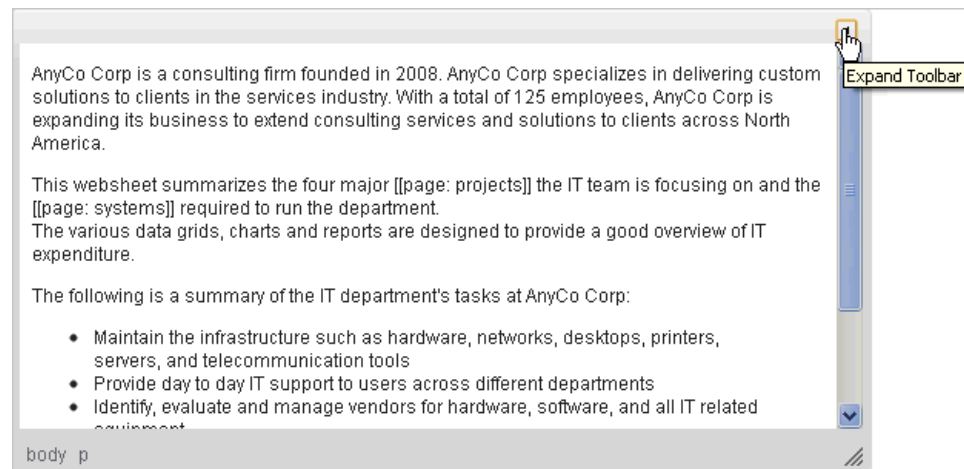 Expand Toolbar
AnyCo Corp is a consulting firm founded in 2008. AnyCo Corp specializes in delivering custom
solutions to clients in the services industry. With a total of 125 employees, AnyCo Corp is
expanding its business to extend consulting services and solutions to clients across North
America.
This websheet summarizes the four major [[page: projects]] the IT team is focusing on and the
[[page: systems]] required to run the department.
The various data grids, charts and reports are designed to provide a good overview of IT
expenditure.
The following is a summary of the IT department's tasks at AnyCo Corp:
Maintain the infrastructure such as hardware, networks, desktops, printers,
servers, and telecommunication tools
Provide day to day IT support to users across different departments
Identify, evaluate and manage vendors for hardware, software, and all IT related
equipment
body p